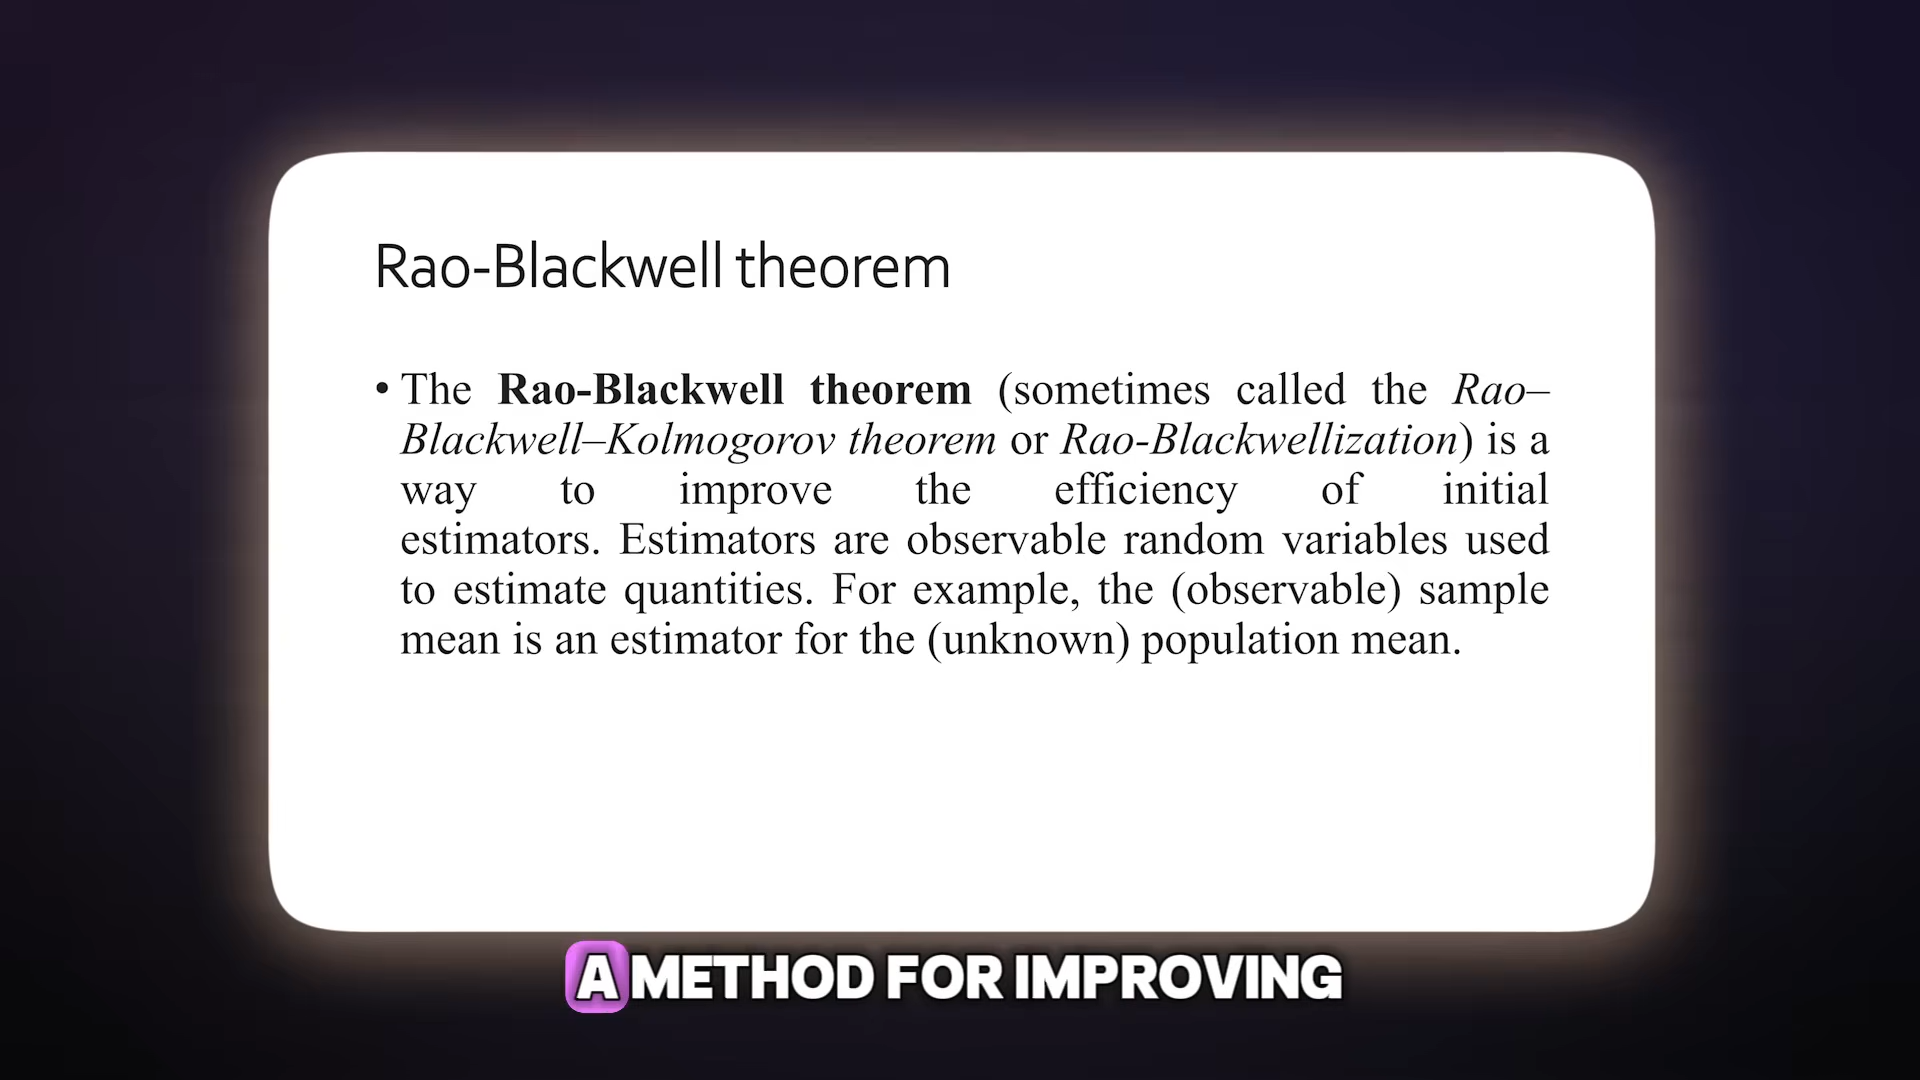 Rao-Blackwell theorem
• The Rao-Blackwell theorem (sometimes called the Rao–
Blackwell–Kolmogorov theorem or Rao-Blackwellization) is a
way to improve the efficiency of initial
estimators. Estimators are observable random variables used
to estimate quantities. For example, the (observable) sample
mean is an estimator for the (unknown) population mean.
A METHOD FOR IMPROVING